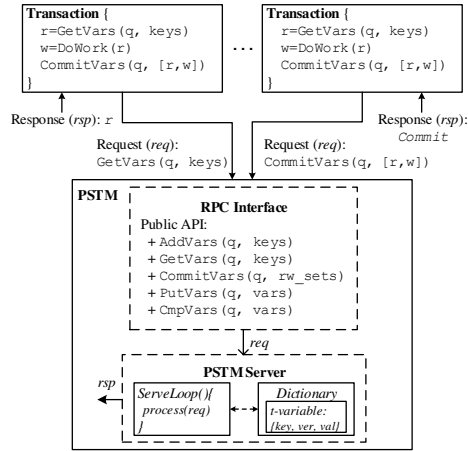 Transaction {
r=GetVars(q, keys)
w=DoWork(r)
CommitVars(q, [r,w])
}
...
Transaction {
r=GetVars(q, keys)
w=DoWork(r)
CommitVars(q, [r,w])
}
Response (rsp): r
Response (rsp):
Commit
Request (req):
GetVars(q, keys)
Request (req):
CommitVars(q, [r,w])
PSTM
RPC Interface
Public API:
+ AddVars(q, keys)
+ GetVars(q, keys)
+ CommitVars(q, rw_sets)
+ PutVars(q, vars)
+ CmpVars(q, vars)
req
PSTM Server
rsp
ServeLoop(){
process(req)
}
Dictionary
t-variable:
{key, ver, val}